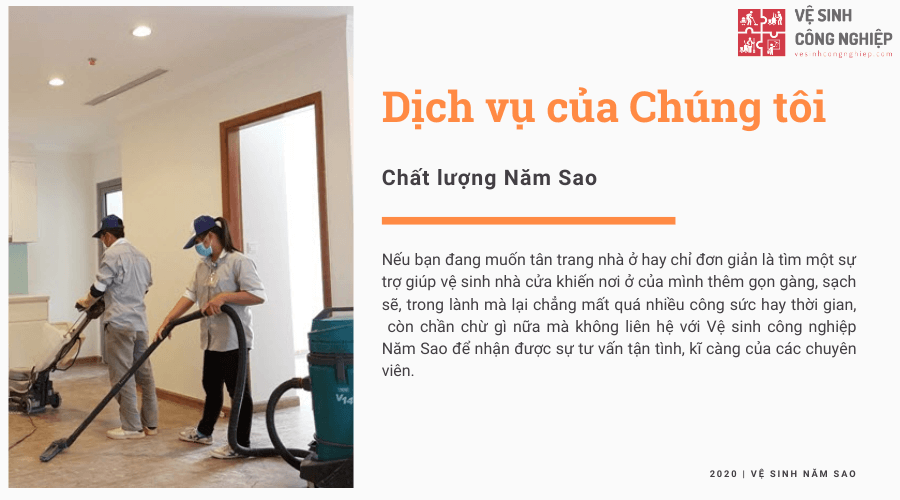 VỆ SINH
CÔNG NGHIỆP
vesinhcongnghiep.com
Dịch vụ của Chúng tôi
Chất lượng Năm Sao
Nếu bạn đang muốn tân trang nhà ở hay chỉ đơn giản là tìm một sự
trợ giúp vệ sinh nhà cửa khiến nơi ở của mình thêm gọn gàng, sạch
sẽ, trong lành mà lại chẳng mất quá nhiều công sức hay thời gian,
còn chần chừ gì nữa mà không liên hệ với Vệ sinh công nghiệp
Năm Sao để nhận được sự tư vấn tận tình, kĩ càng của các chuyên
viên.
V14
2020 | VỆ SINH NĂM SAO